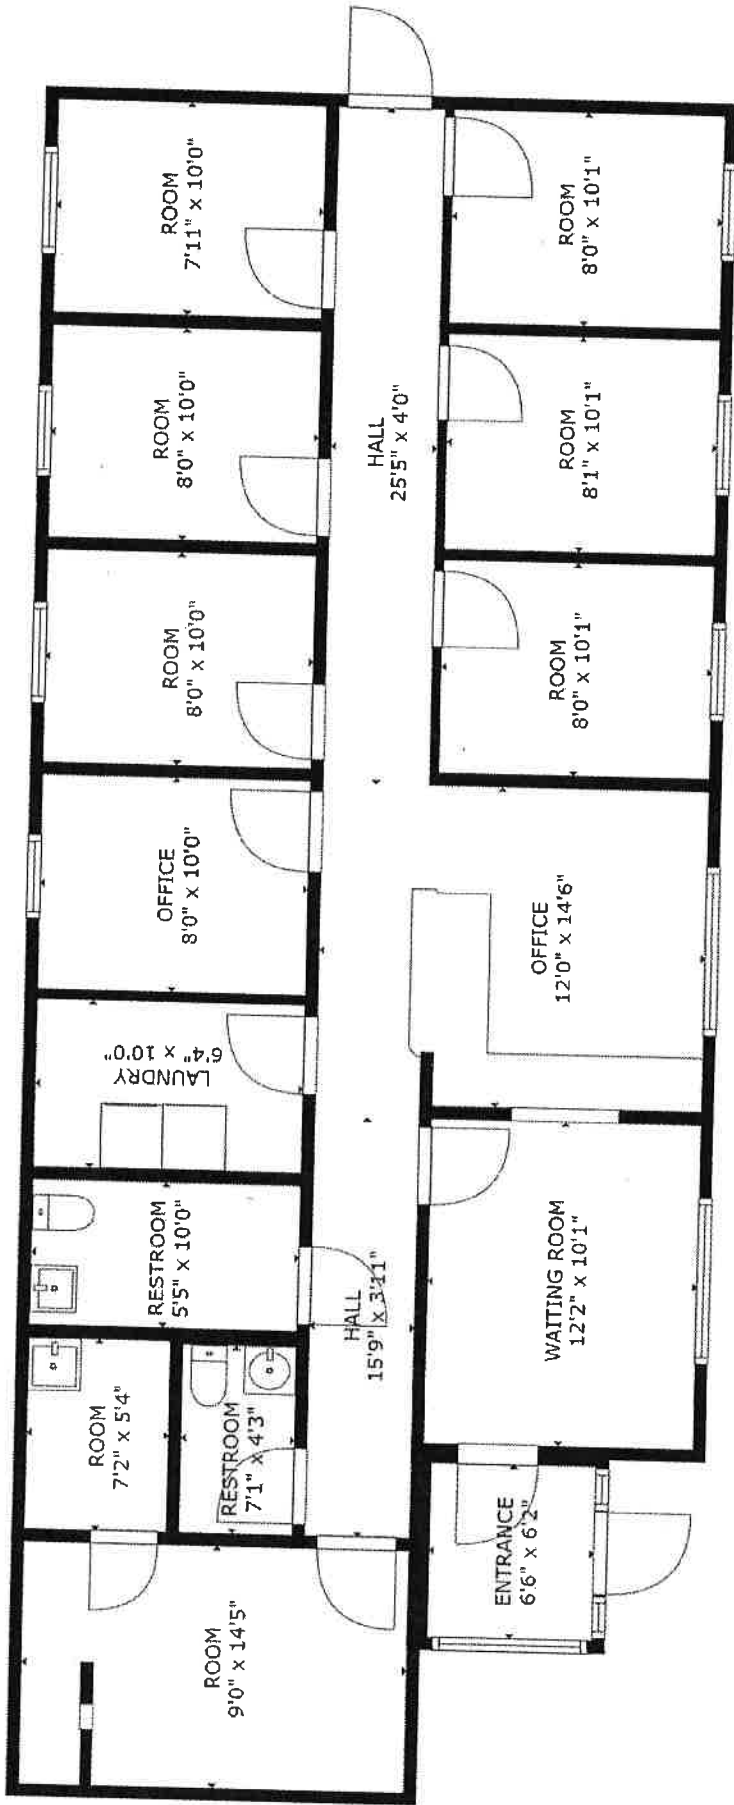 ROOM
7'11" x 10'0"
ROOM
8'0" x 10'1"
ROOM
8'0" x 10'0"
HALL
25'5" x 4'0"
ROOM
8'1" x 10'1"
ROOM
8'0" x 10'0"
ROOM
8'0" x 10'1"
OFFICE
8'0" x 10'0"
OFFICE
12'0" x 14'6"
LAUNDRY
6'4" x 10'0"
RESTROOM
5'5" x 10'0"
HALL
15'9" x 3'11"
WAITING ROOM
12'2" x 10'1"
ROOM
7'2" x 5'4"
RESTROOM
7'1" x 4'3"
ENTRANCE
6'6" x 6'2"
ROOM
9'0" x 14'5"